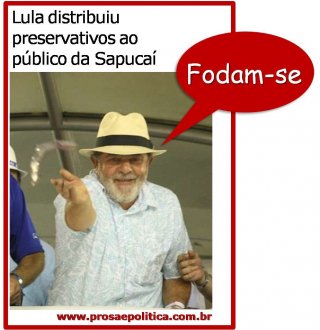 Lula distribuiu
preservativos ao
público da Sapucaí
Fodam-se
www.prosaepolitica.com.br